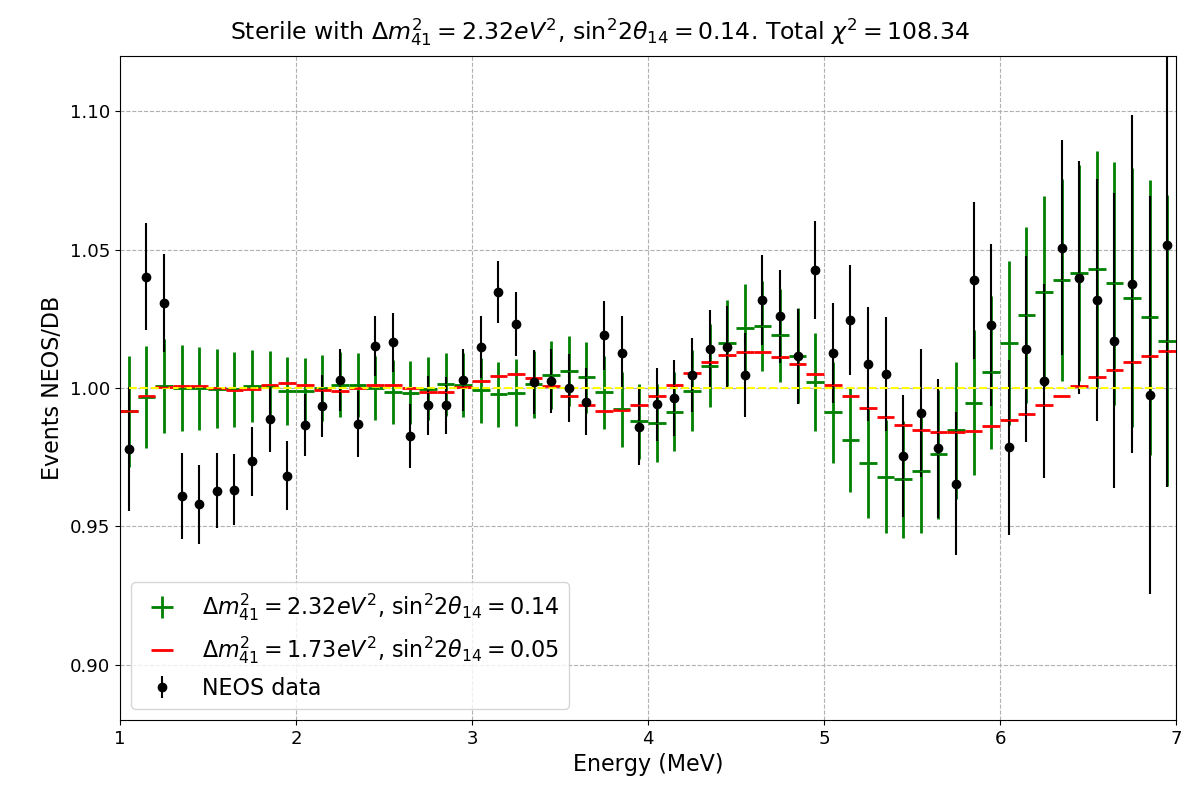 Sterile with Δm²₄₁ = 2.32eV², sin²2θ₁₄ = 0.14. Total χ² = 108.34
Events NEOS/DB
1.10
1.05
1.00
0.95
0.90
Δm²₄₁ = 2.32eV², sin²2θ₁₄ = 0.14
Δm²₄₁ = 1.73eV², sin²2θ₁₄ = 0.05
NEOS data
1 2 3 4 5 6 7
Energy (MeV)